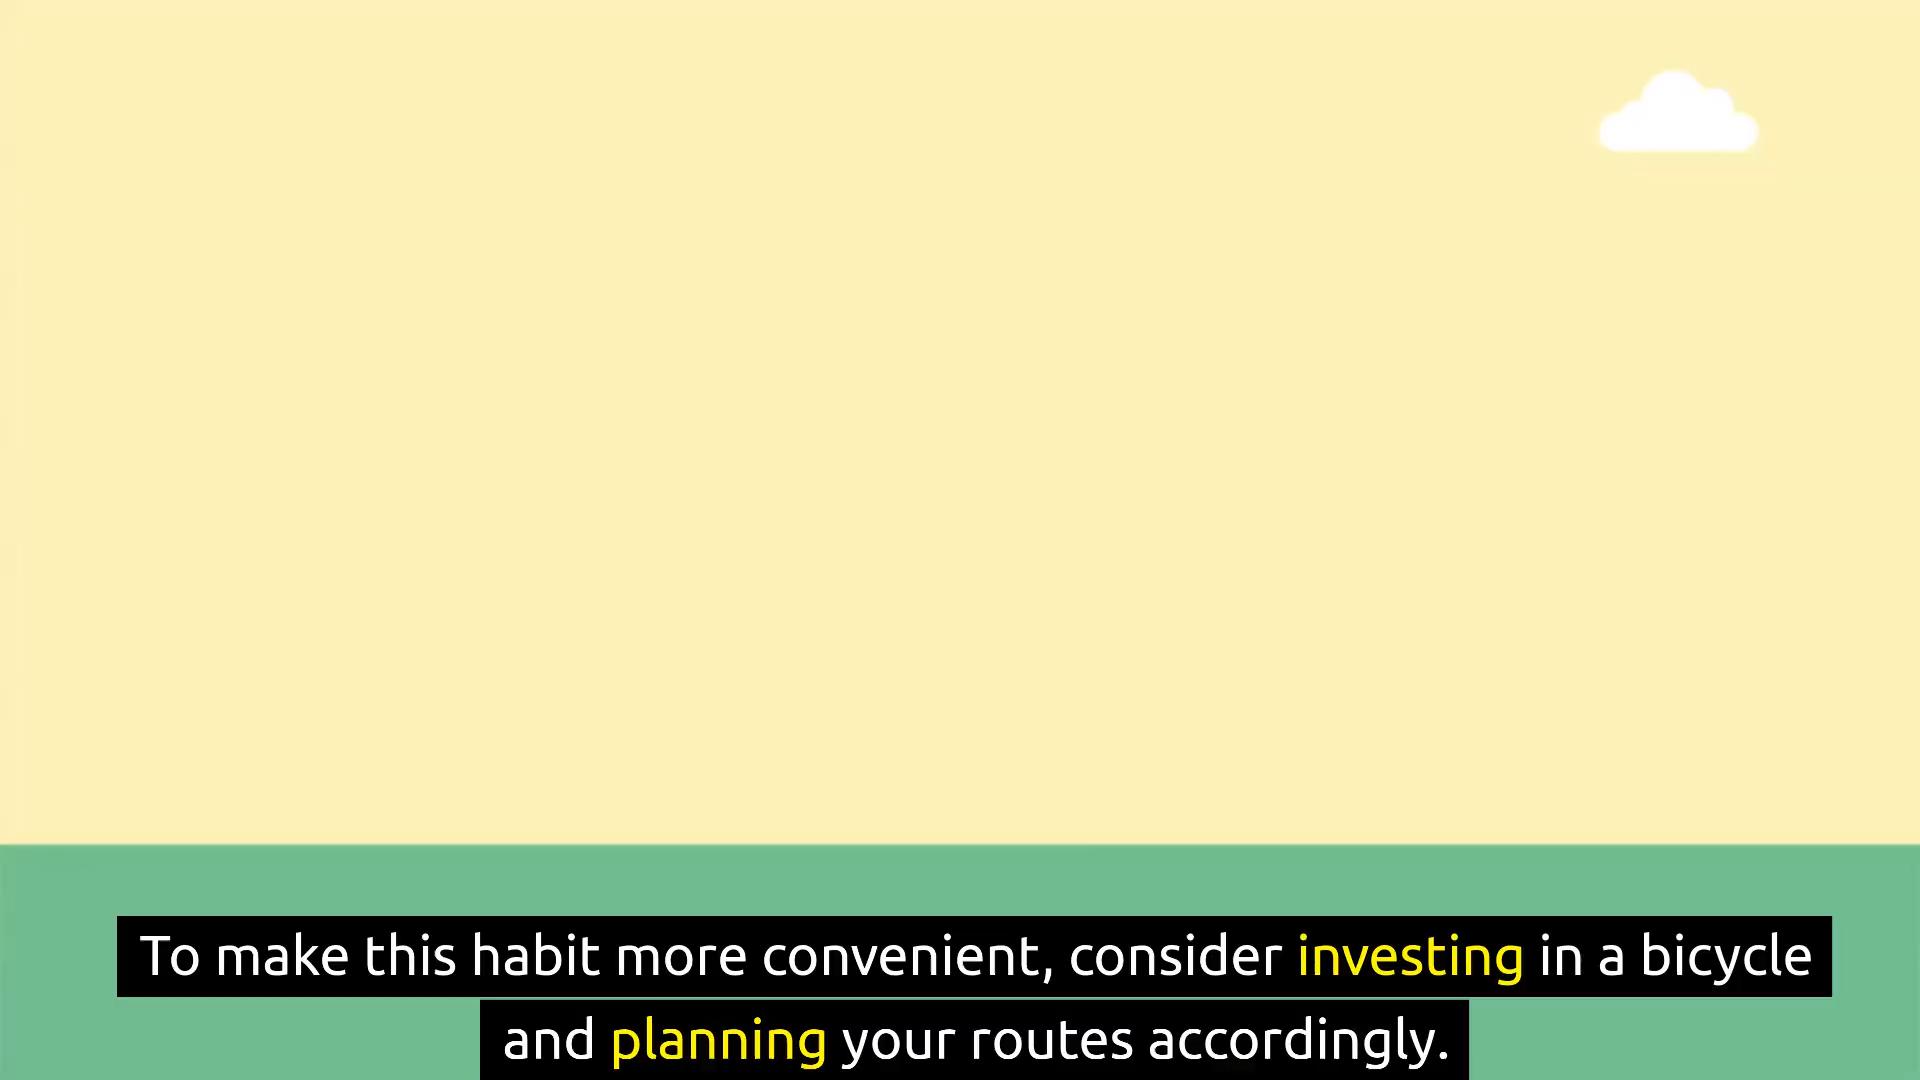 To make this habit more convenient, consider investing in a bicycle
and planning your routes accordingly.